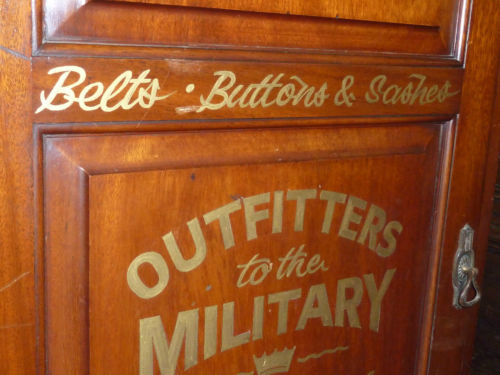 Belts · Buttons & Sashes
OUTFITTERS
to the
MILITARY